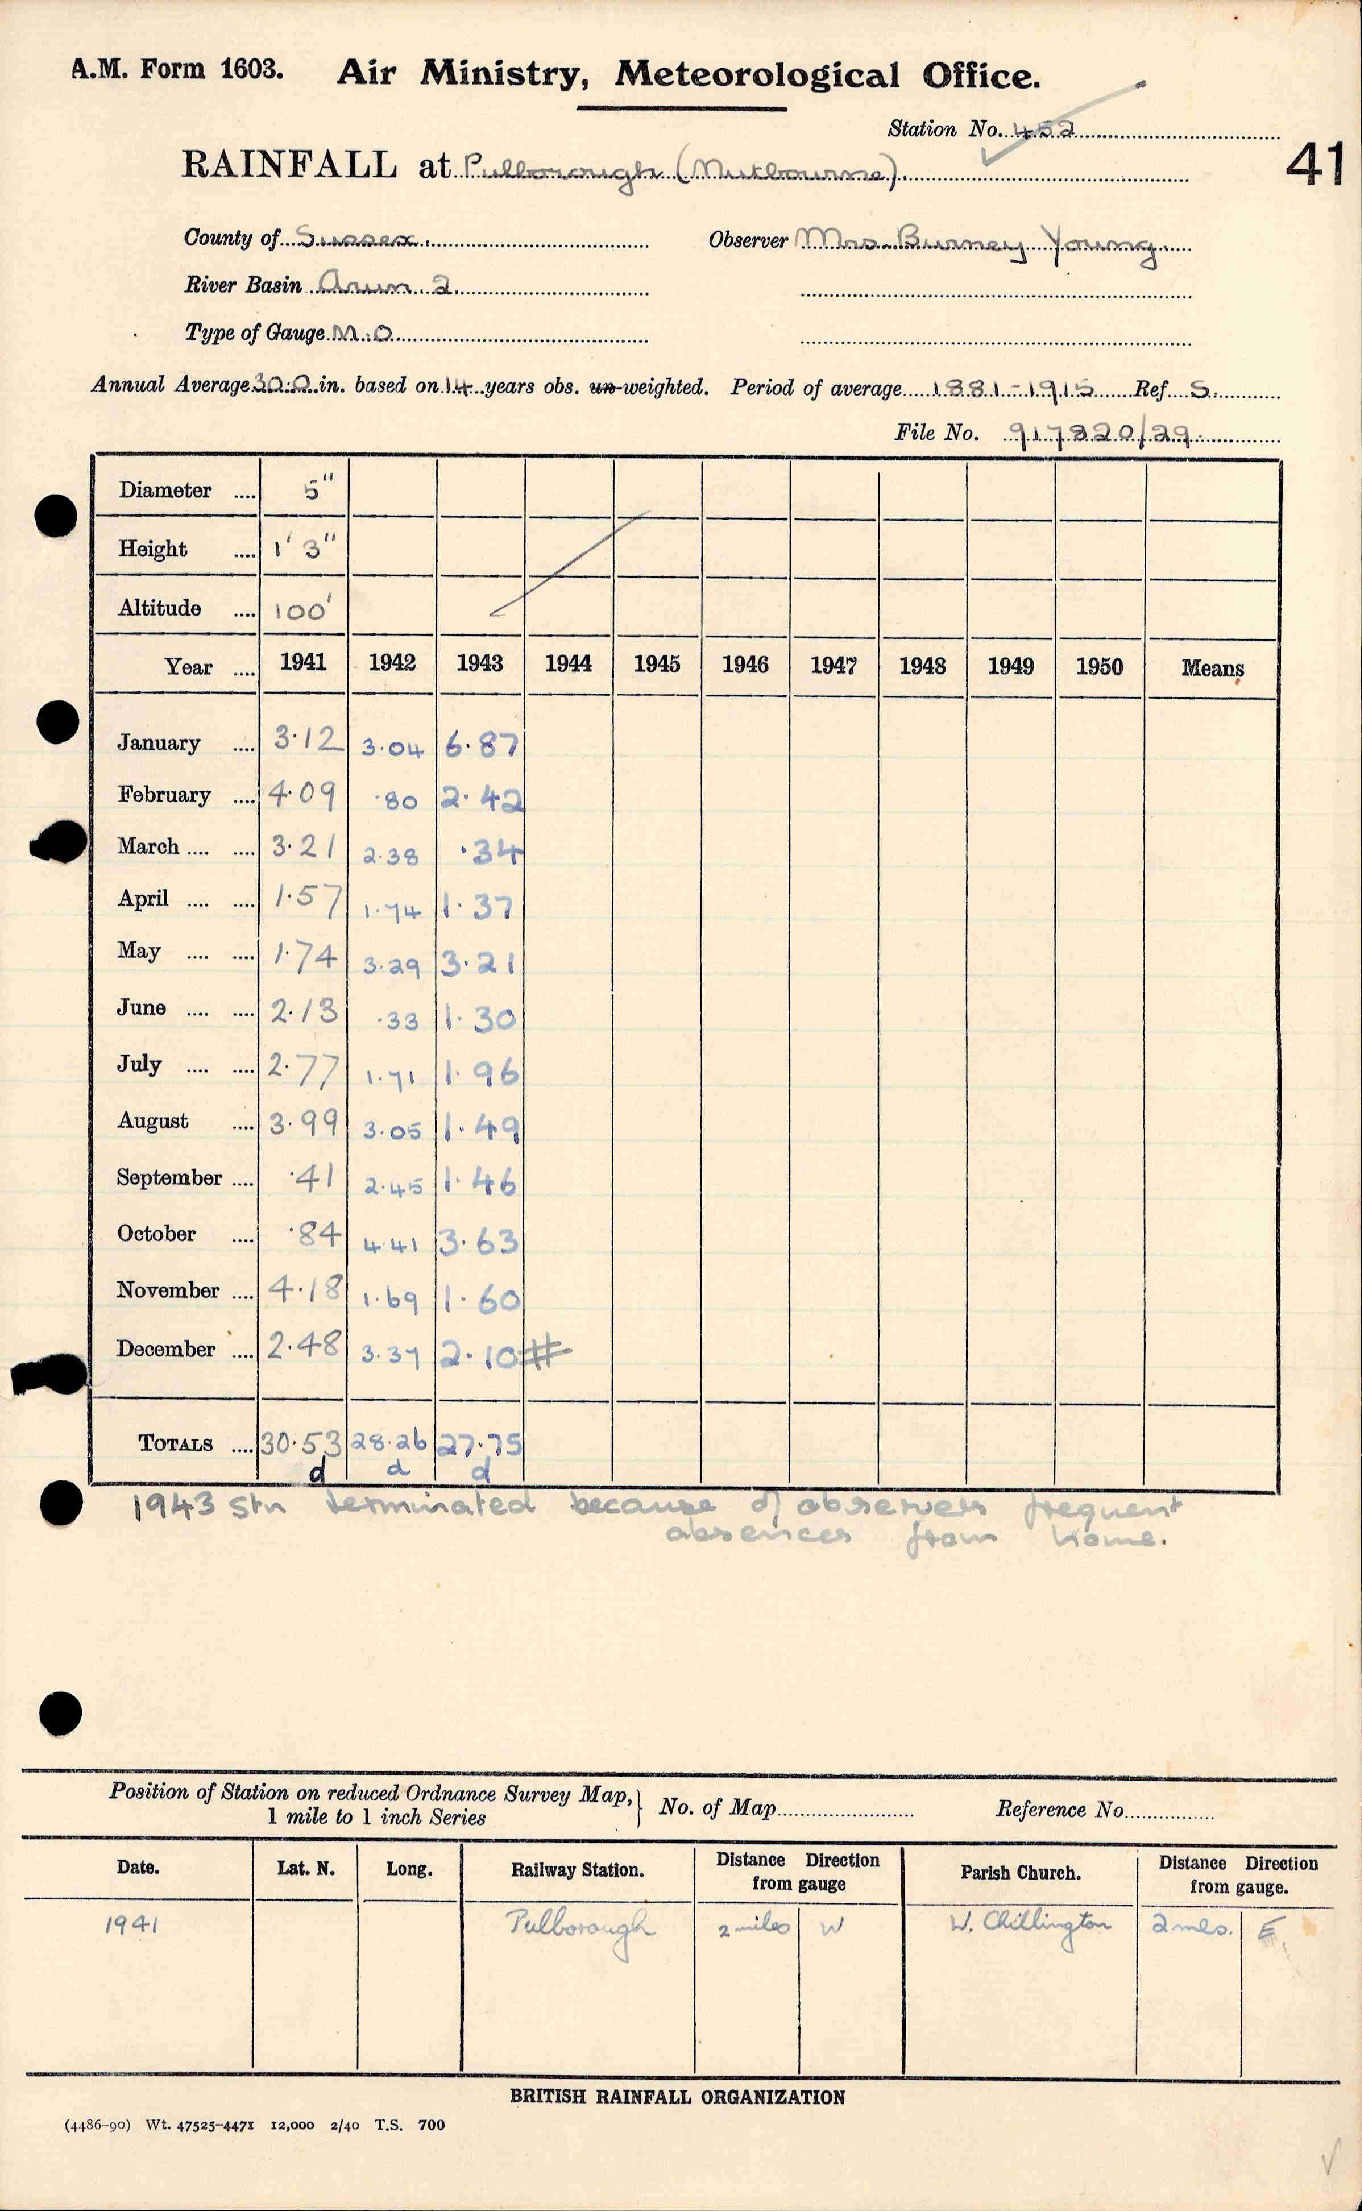 A.M. Form 1603. Air Ministry, Meteorological Office.
Station No. 452
RAINFALL at Pulborough (Nutbourne)
41
County of Sussex. Observer Mrs. Burney Young
River Basin Arun 2
Type of Gauge M.O
Annual Average 30.0 in. based on 14 years obs. un-weighted. Period of average 1881-1915 Ref S.
File No. 917820/29
Diameter .... 5"
Height .... 1' 3"
Altitude .... 100'
Year .... 1941 1942 1943 1944 1945 1946 1947 1948 1949 1950 Means
January .... 3.12 3.04 6.87
February .... 4.09 .80 2.42
March .... .... 3.21 2.38 .34
April .... .... 1.57 1.74 1.37
May .... .... 1.74 3.29 3.21
June .... .... 2.13 .33 1.30
July .... .... 2.77 1.71 1.96
August .... 3.99 3.05 1.49
September .... .41 2.45 1.46
October .... .84 4.41 3.63
November .... 4.18 1.69 1.60
December .... 2.48 3.37 2.10 #
TOTALS .... 30.53 28.26 27.75
d d d
1943 stn terminated because of observers frequent
absences from home.
Position of Station on reduced Ordnance Survey Map,
1 mile to 1 inch Series } No. of Map Reference No.
Date. Lat. N. Long. Railway Station. Distance Direction from gauge Parish Church. Distance Direction from gauge.
1941 Pulborough 2 miles W W. Chillington 2 mls. E
BRITISH RAINFALL ORGANIZATION
(4486-90) Wt. 47525-4471 12,000 2/40 T.S. 700